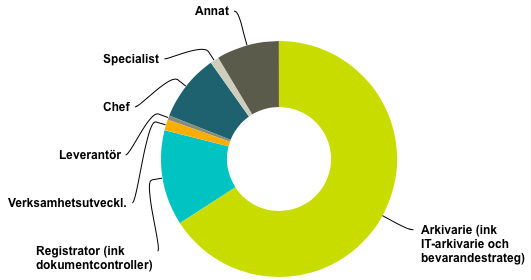 Annat
Specialist
Chef
Leverantör
Verksamhetsutveckl.
Registrator (ink
dokumentcontroller)
Arkivarie (ink
IT-arkivarie och
bevarandestrateg)